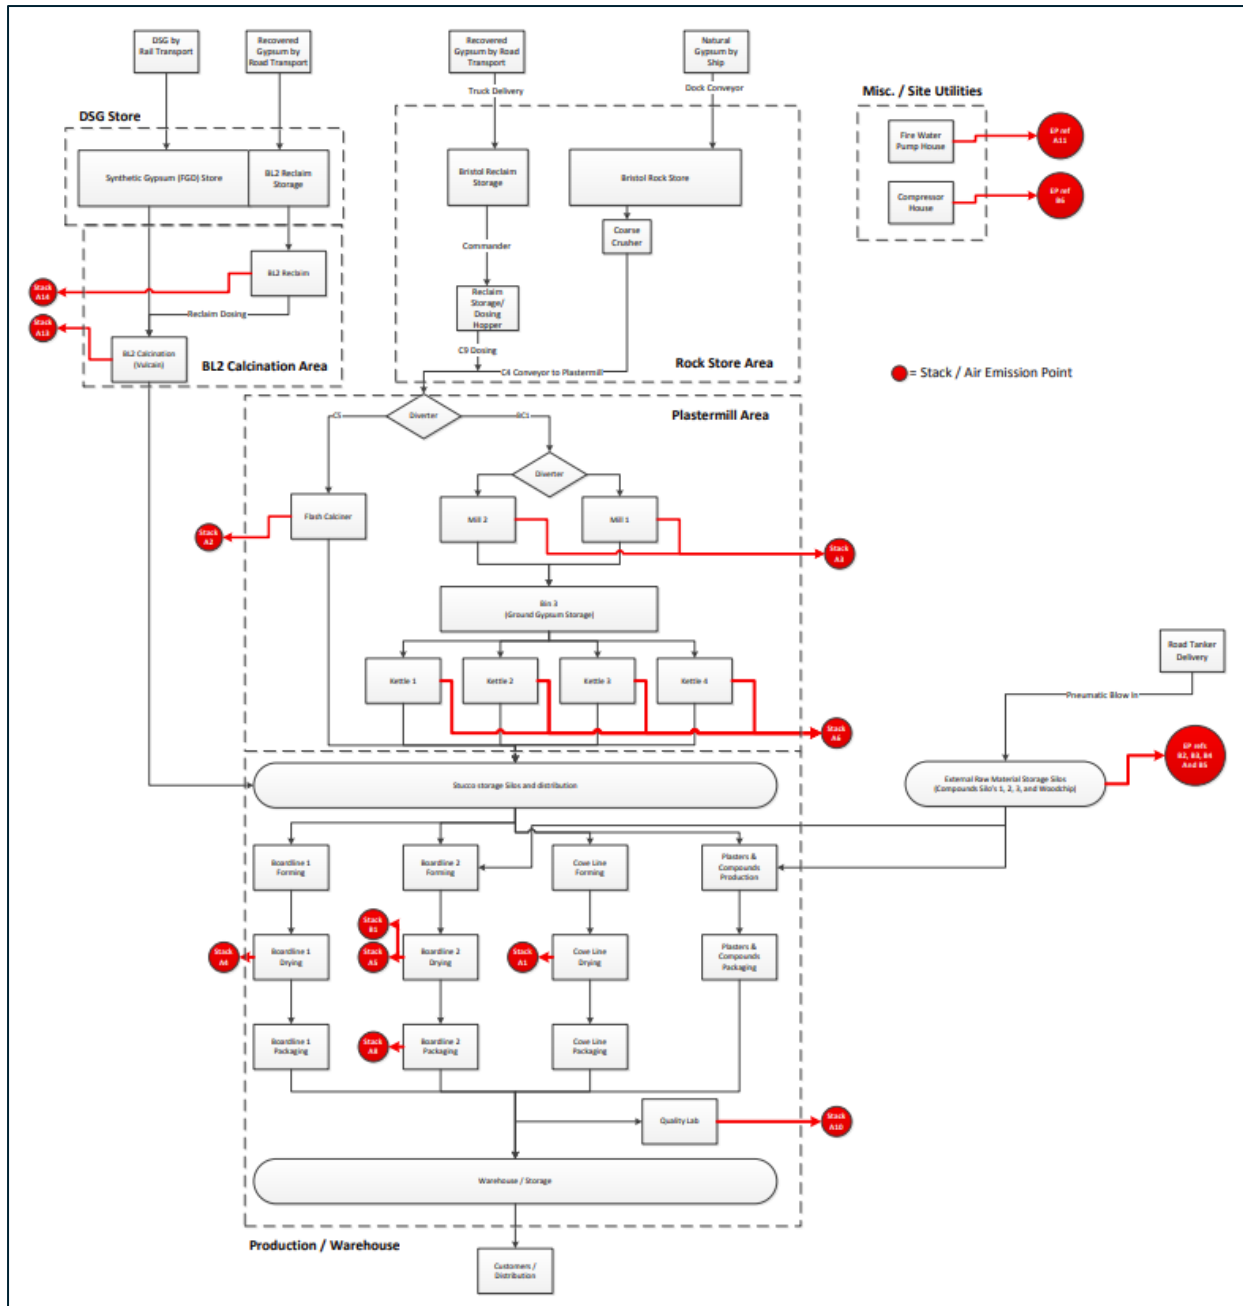 DSG by
Rail Transport
Recovered
Gypsum by
Road Transport
Recovered
Gypsum by Road
Transport
Natural
Gypsum by
Ship
Truck Delivery
Dock Conveyor
Misc. / Site Utilities
DSG Store
Fire Water
Pump House
EP ref
A11
Synthetic Gypsum (FGD) Store
BL2 Reclaim
Storage
Bristol Reclaim
Storage
Bristol Rock Store
Compressor
House
EP ref
B6
Coarse
Crusher
Commander
BL2 Reclaim
Stack
A14
Reclaim
Storage/
Dosing
Hopper
Reclaim Dosing
Stack
A13
BL2 Calcination
(Vulcain)
BL2 Calcination Area
C9 Dosing
Rock Store Area
C4 Conveyor to Plastermill
= Stack / Air Emission Point
Plastermill Area
C5
Diverter
BC1
Diverter
Flash Calciner
Mill 2
Mill 1
Stack
A2
Stack
A3
Bin 3
(Ground Gypsum Storage)
Road Tanker
Delivery
Kettle 1
Kettle 2
Kettle 3
Kettle 4
Pneumatic Blow In
Stack
A6
EP refs
B2, B3, B4
And B5
Stucco storage Silos and distribution
External Raw Material Storage Silos
(Compounds Silo's 1, 2, 3, and Woodchip)
Boardline 1
Forming
Boardline 2
Forming
Cove Line
Forming
Plasters &
Compounds
Production
Stack
B1
Stack
A4
Boardline 1
Drying
Stack
A5
Boardline 2
Drying
Stack
A1
Cove Line
Drying
Plasters &
Compounds
Packaging
Boardline 1
Packaging
Stack
A8
Boardline 2
Packaging
Cove Line
Packaging
Quality Lab
Stack
A10
Warehouse / Storage
Production / Warehouse
Customers /
Distribution